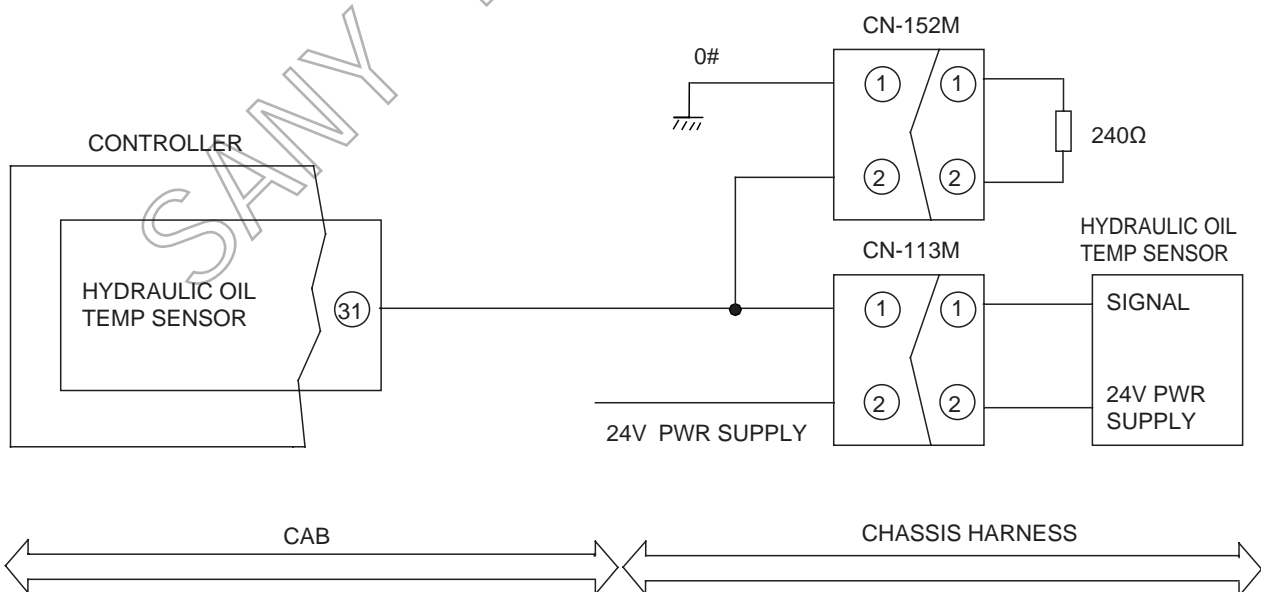 CN-152M
0#
1
1
CONTROLLER
240Ω
2
2
HYDRAULIC OIL
TEMP SENSOR
CN-113M
HYDRAULIC OIL
TEMP SENSOR
31
1
1
SIGNAL
2
2
24V PWR
SUPPLY
24V PWR SUPPLY
CAB
CHASSIS HARNESS
SANY